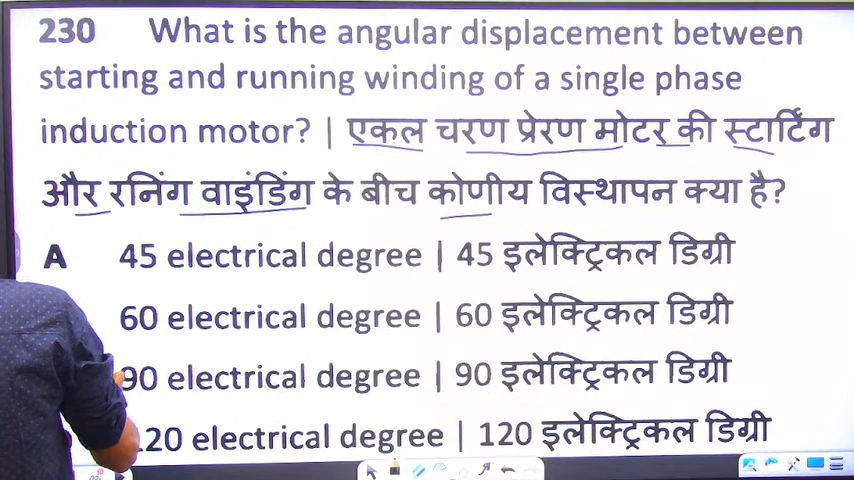 230 What is the angular displacement between
starting and running winding of a single phase
induction motor? | एकल चरण प्रेरण मोटर की स्टार्टिंग
और रनिंग वाइंडिंग के बीच कोणीय विस्थापन क्या है?
A 45 electrical degree | 45 इलेक्ट्रिकल डिग्री
60 electrical degree | 60 इलेक्ट्रिकल डिग्री
90 electrical degree | 90 इलेक्ट्रिकल डिग्री
120 electrical degree | 120 इलेक्ट्रिकल डिग्री